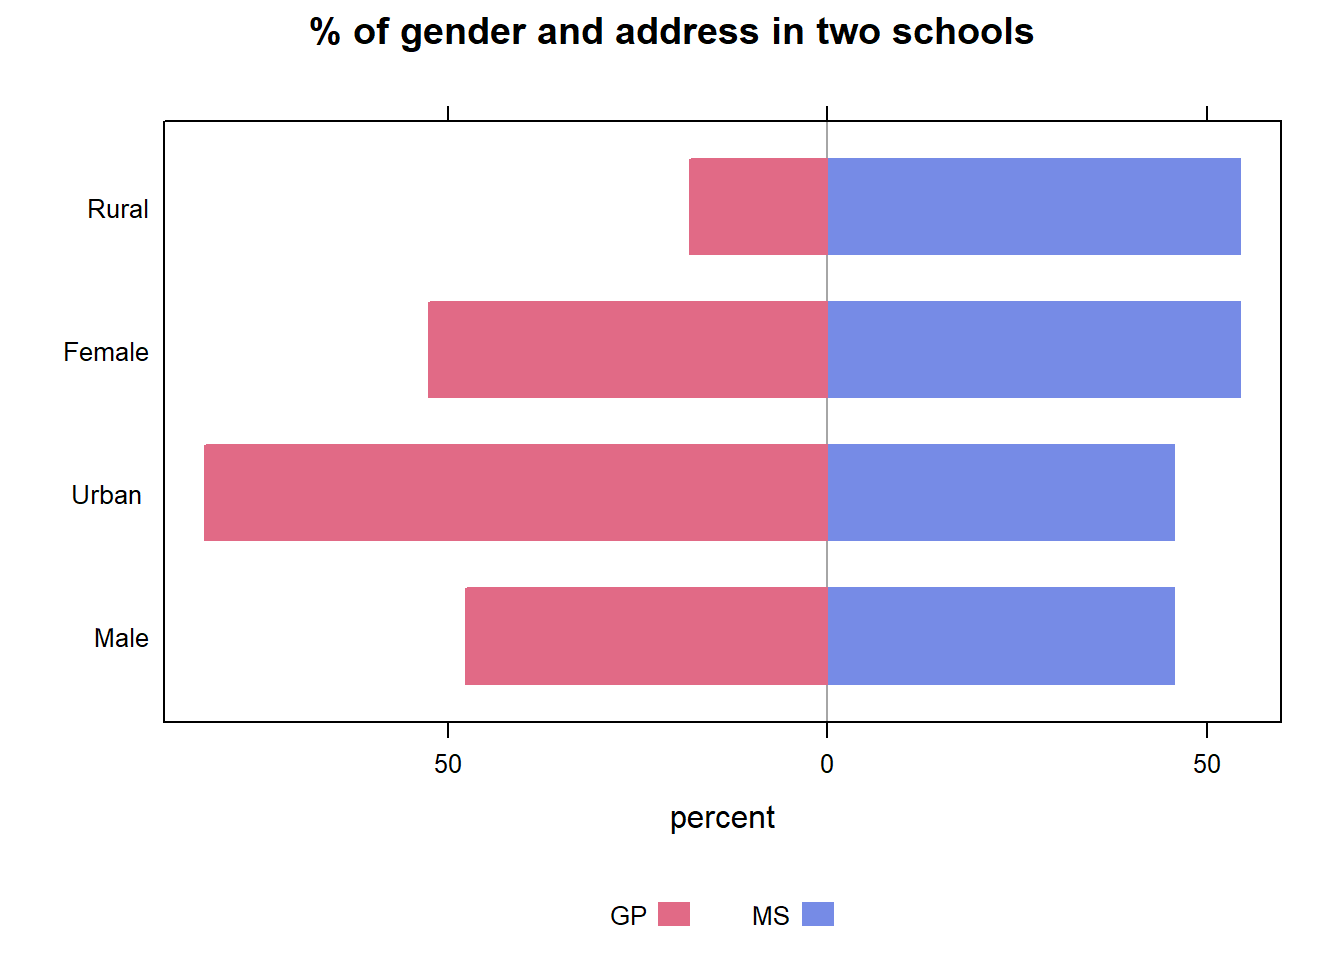 % of gender and address in two schools
Rural
Female
Urban
Male
50 0 50
percent
GP MS